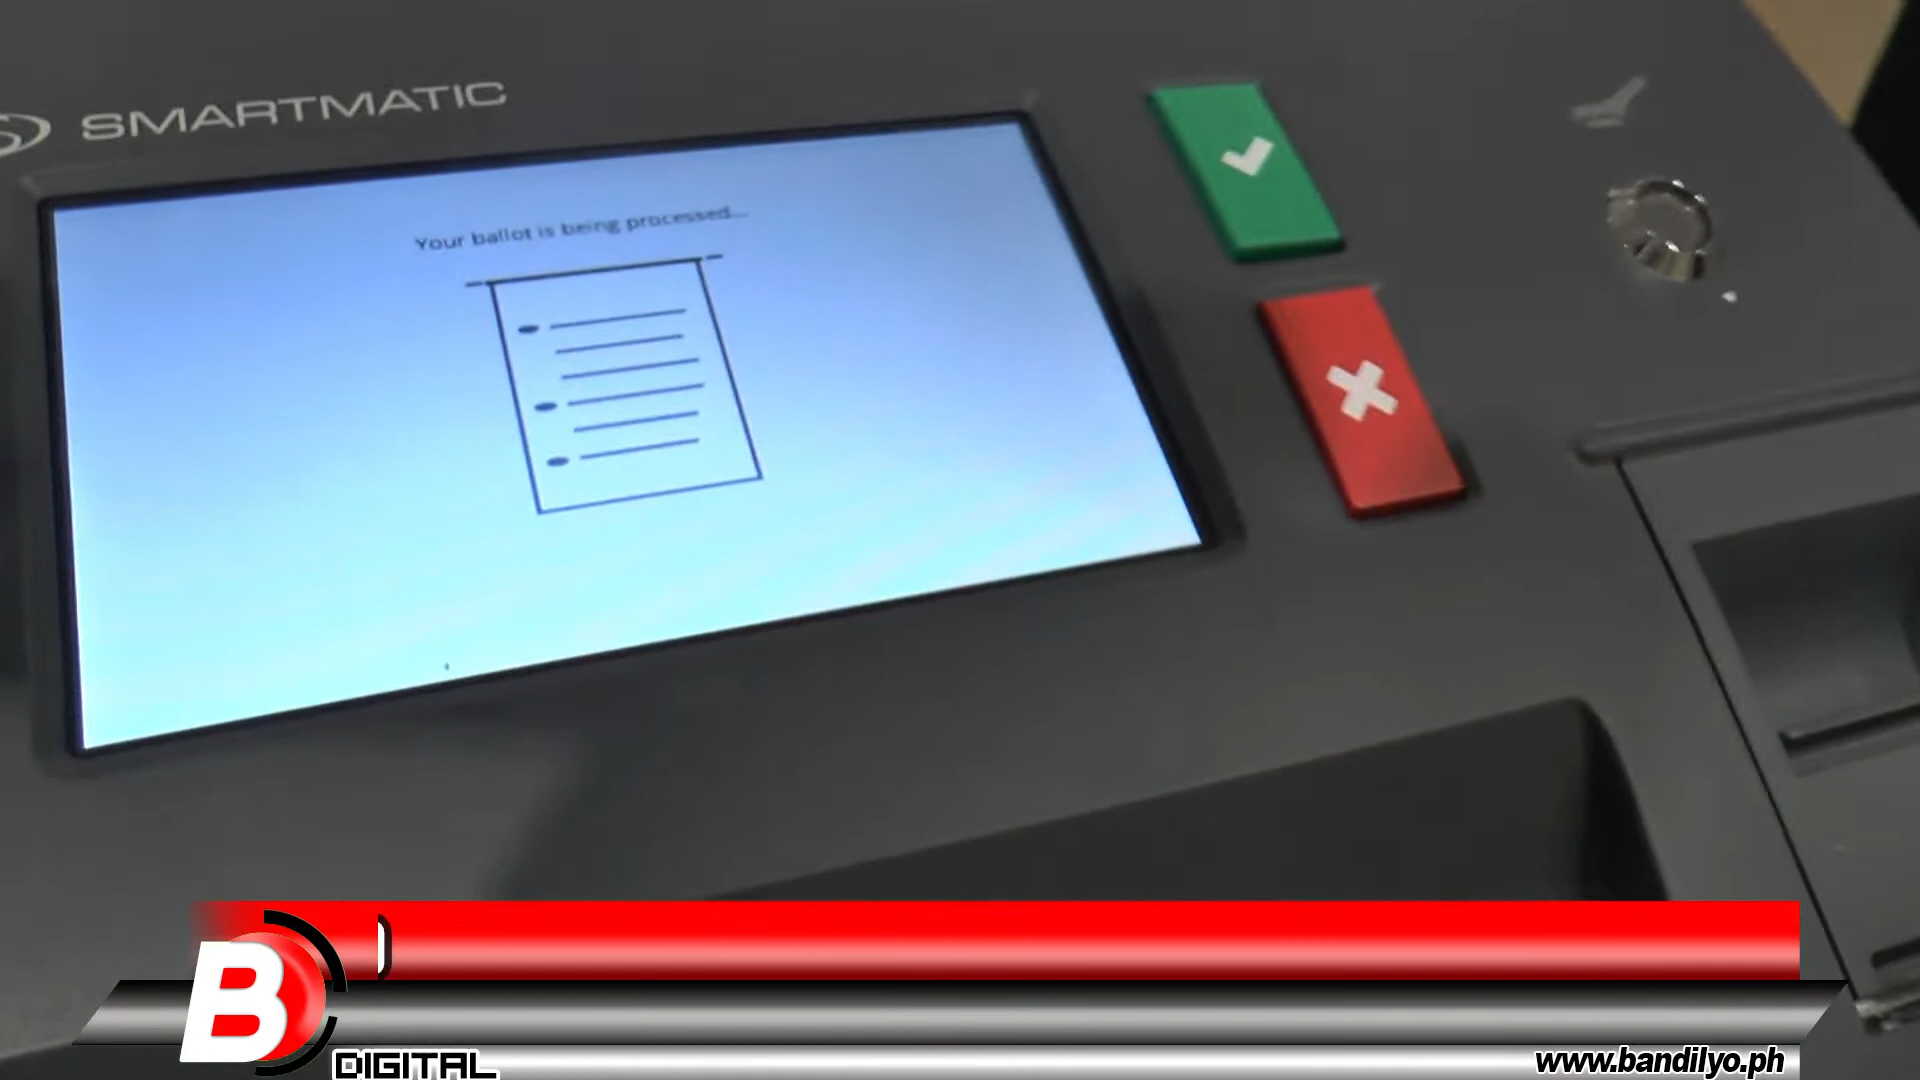 SMARTMATIC
Your ballot is being processed...
B
DIGITAL
www.bandilyo.ph